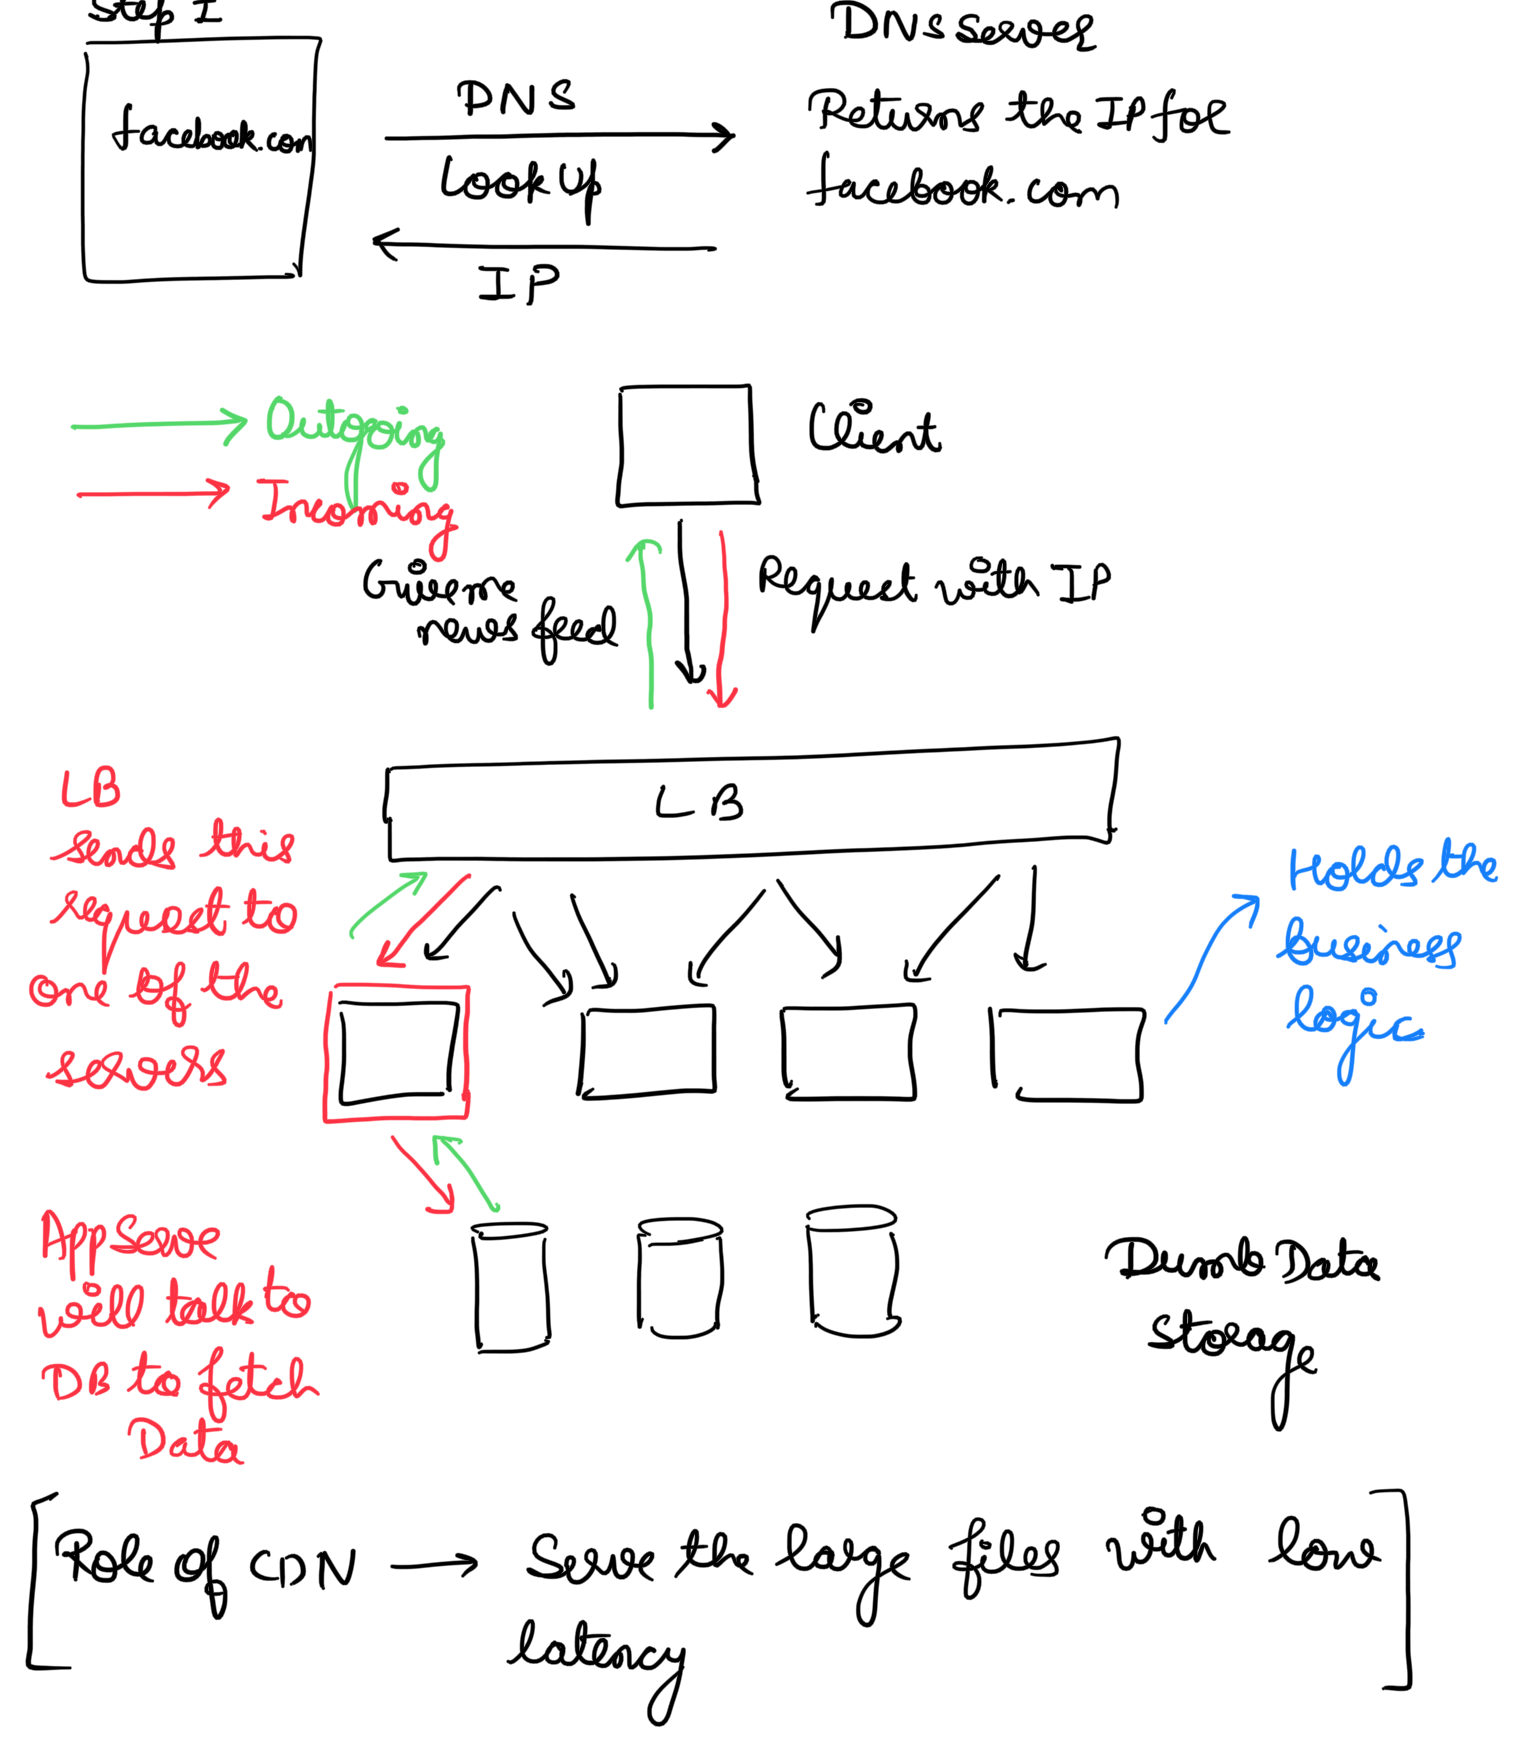 Step 1
DNS Server
facebook.com
DNS
Look Up
IP
Returns the IP for
facebook.com
Outgoing
Incoming
Client
Give me
news feed
Request with IP
LB
LB
sends this
request to
one of the
servers
Holds the
business
logic
App Serve
will talk to
DB to fetch
Data
Dumb Data
Storage
Role of CDN → Serve the large files with low
latency